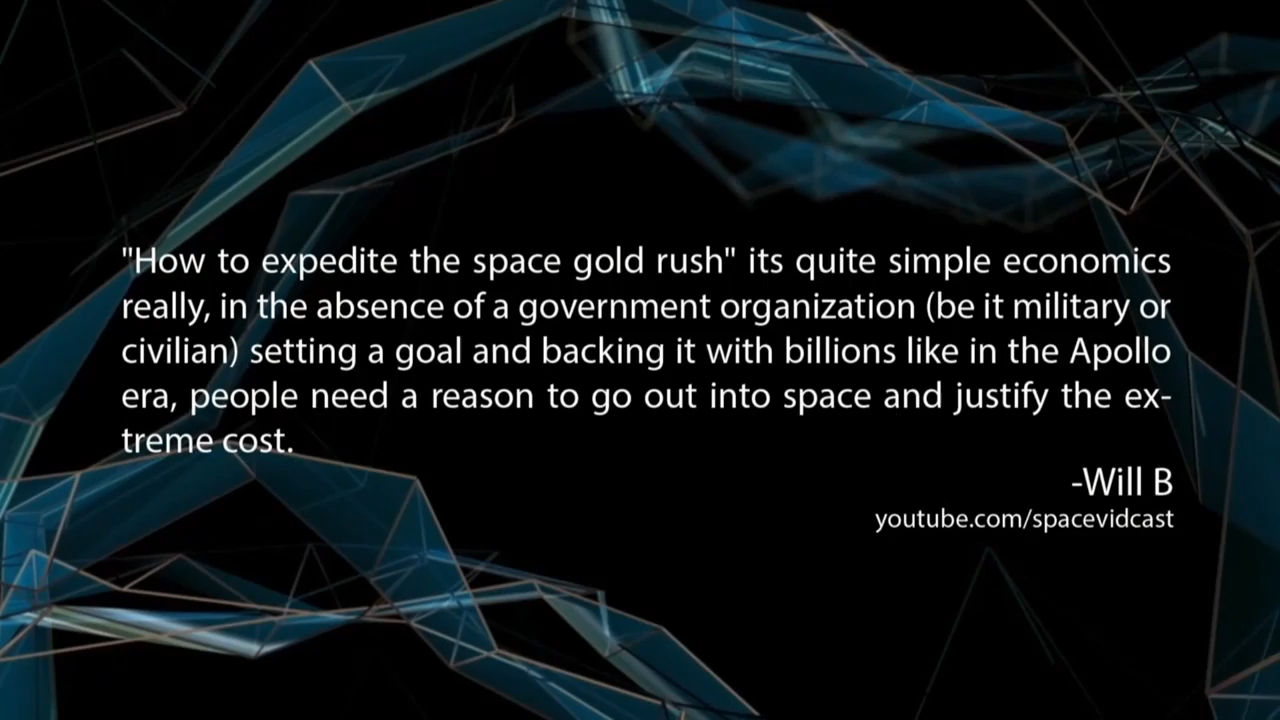 "How to expedite the space gold rush" its quite simple economics
really, in the absence of a government organization (be it military or
civilian) setting a goal and backing it with billions like in the Apollo
era, people need a reason to go out into space and justify the ex-
treme cost.
-Will B
youtube.com/spacevidcast